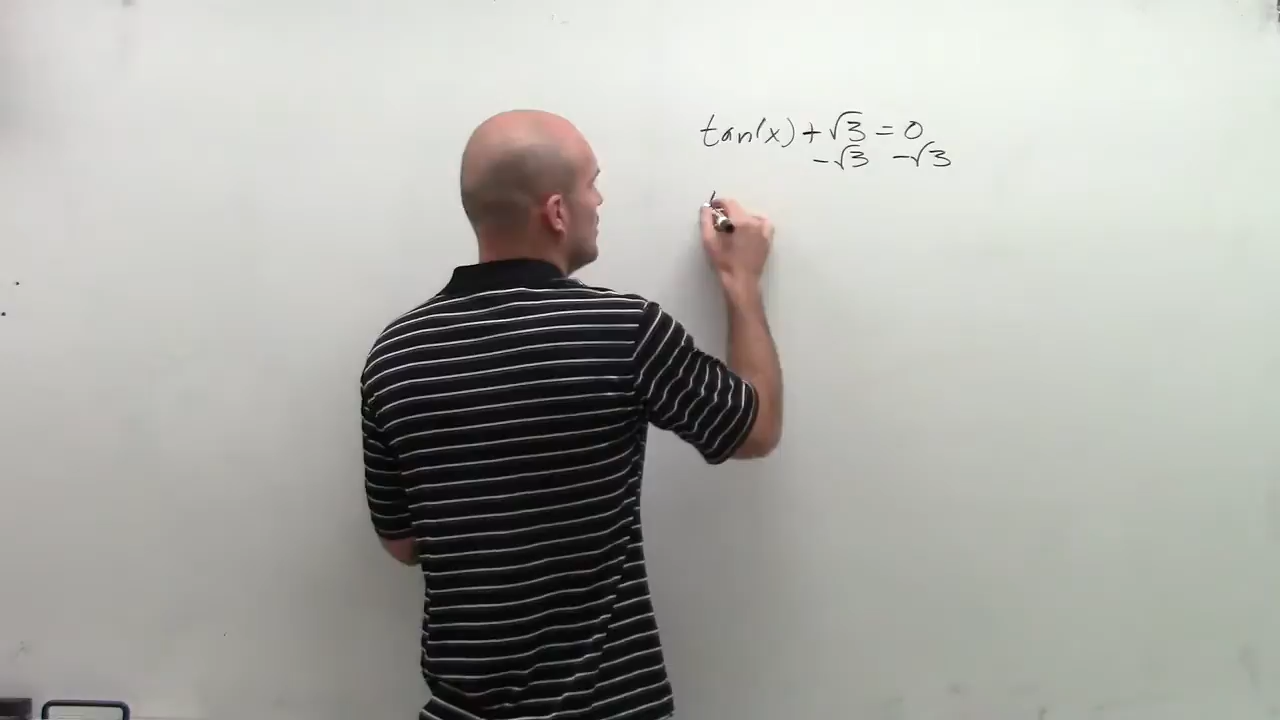 tan(x) + √3 = 0
-√3 -√3